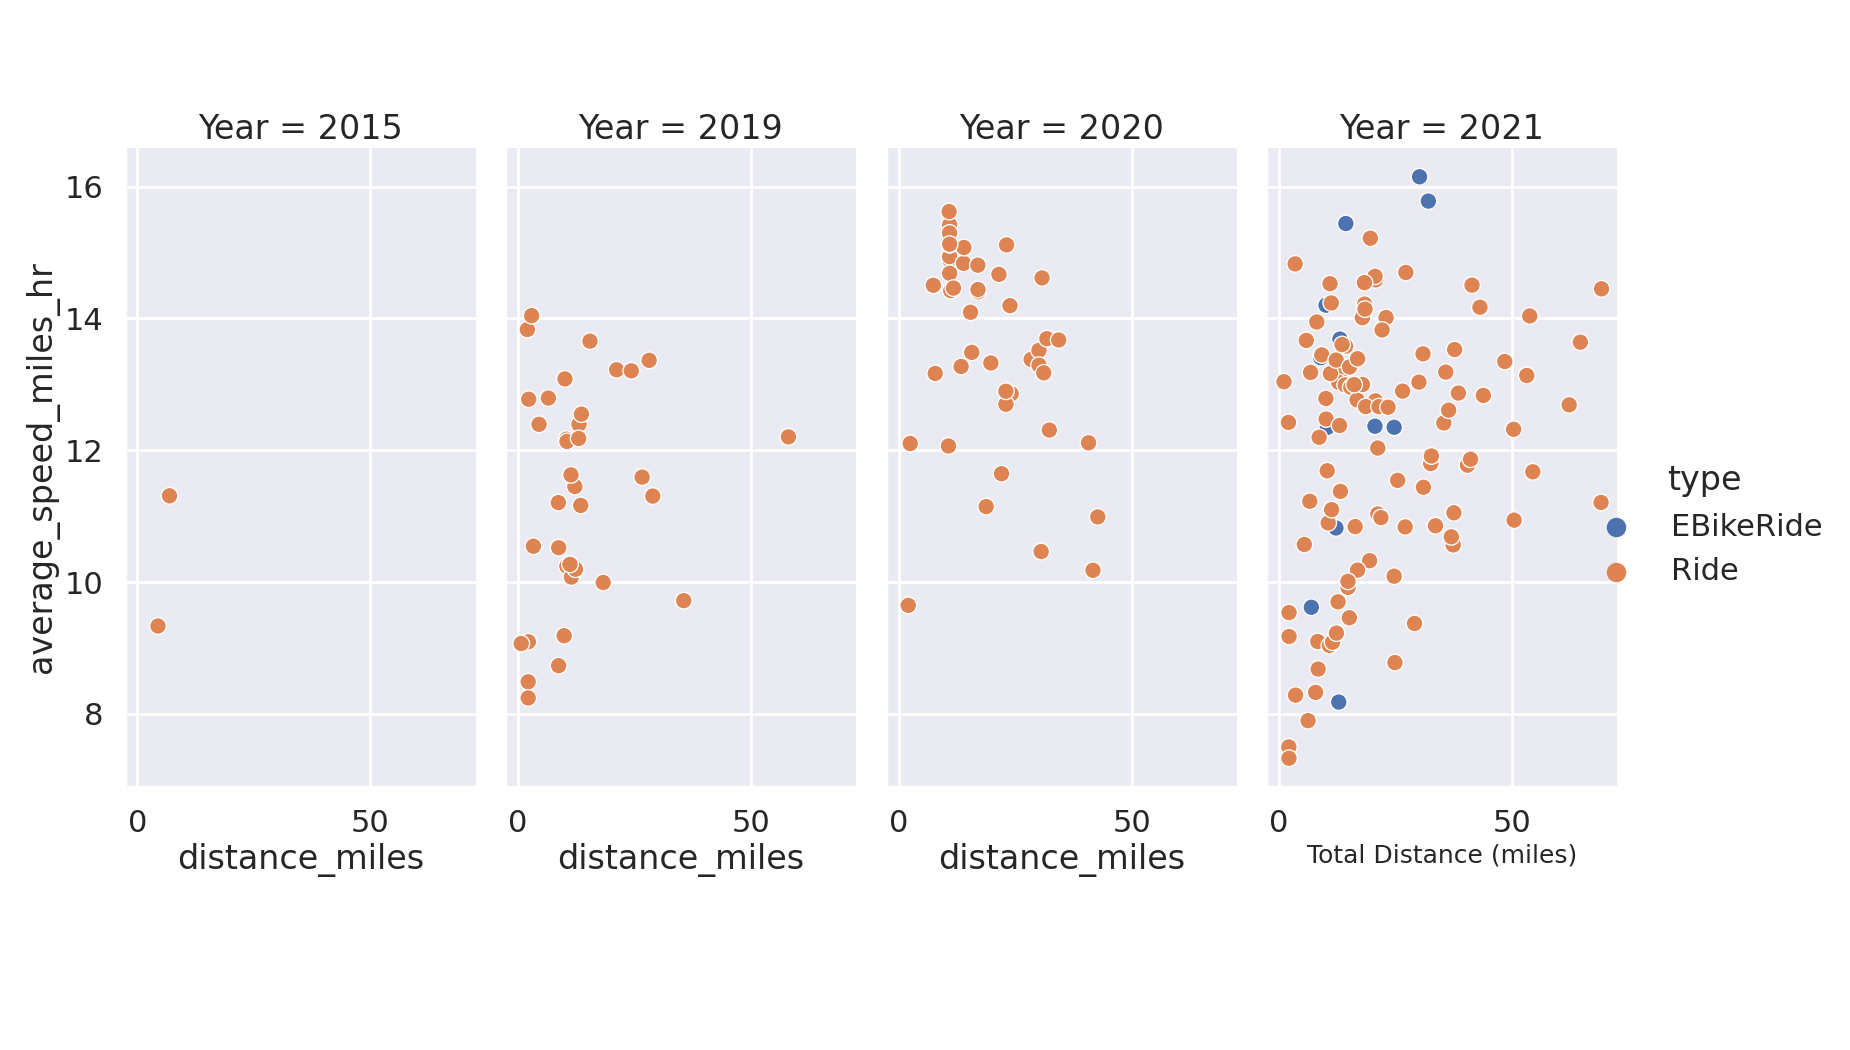 Year = 2015
Year = 2019
Year = 2020
Year = 2021
average_speed_miles_hr
16
14
12
10
8
0 50
0 50
0 50
0 50
distance_miles
distance_miles
distance_miles
Total Distance (miles)
type
EBikeRide
Ride